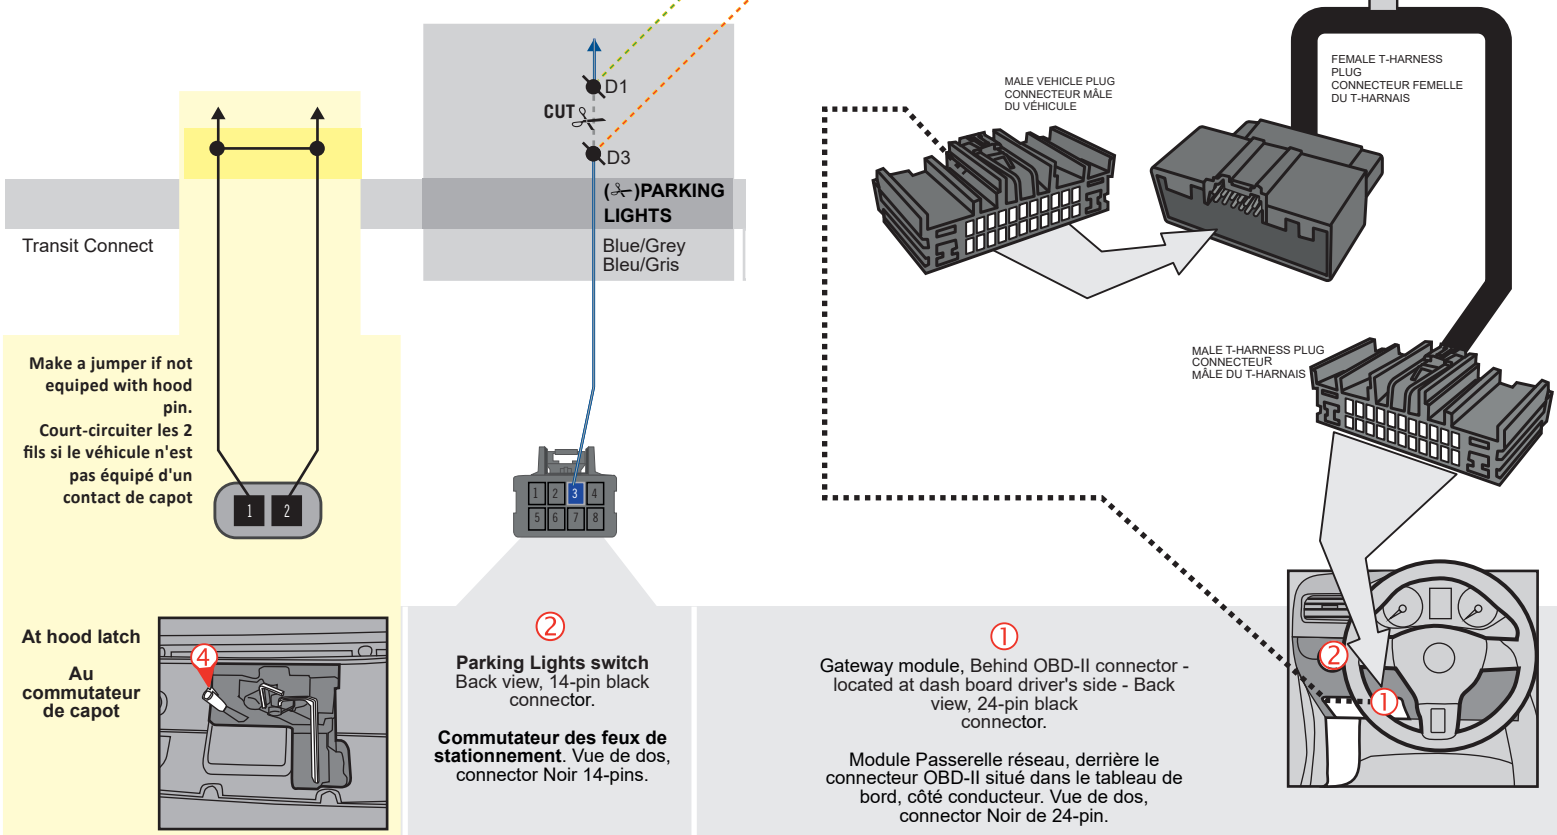 D1
CUT
D3
(✂)PARKING
LIGHTS
Blue/Grey
Bleu/Gris
Transit Connect
Make a jumper if not
equiped with hood
pin.
Court-circuiter les 2
fils si le véhicule n'est
pas équipé d'un
contact de capot
1 2
1 2 3 4
5 6 7 8
At hood latch
Au
commutateur
de capot
4
2
Parking Lights switch
Back view, 14-pin black
connector.
Commutateur des feux de
stationnement. Vue de dos,
connector Noir 14-pins.
MALE VEHICLE PLUG
CONNECTEUR MÂLE
DU VÉHICULE
FEMALE T-HARNESS
PLUG
CONNECTEUR FEMELLE
DU T-HARNAIS
MALE T-HARNESS PLUG
CONNECTEUR
MÂLE DU T-HARNAIS
1
Gateway module, Behind OBD-II connector -
located at dash board driver's side - Back
view, 24-pin black
connector.
Module Passerelle réseau, derrière le
connecteur OBD-II situé dans le tableau de
bord, côté conducteur. Vue de dos,
connector Noir de 24-pin.
2
1